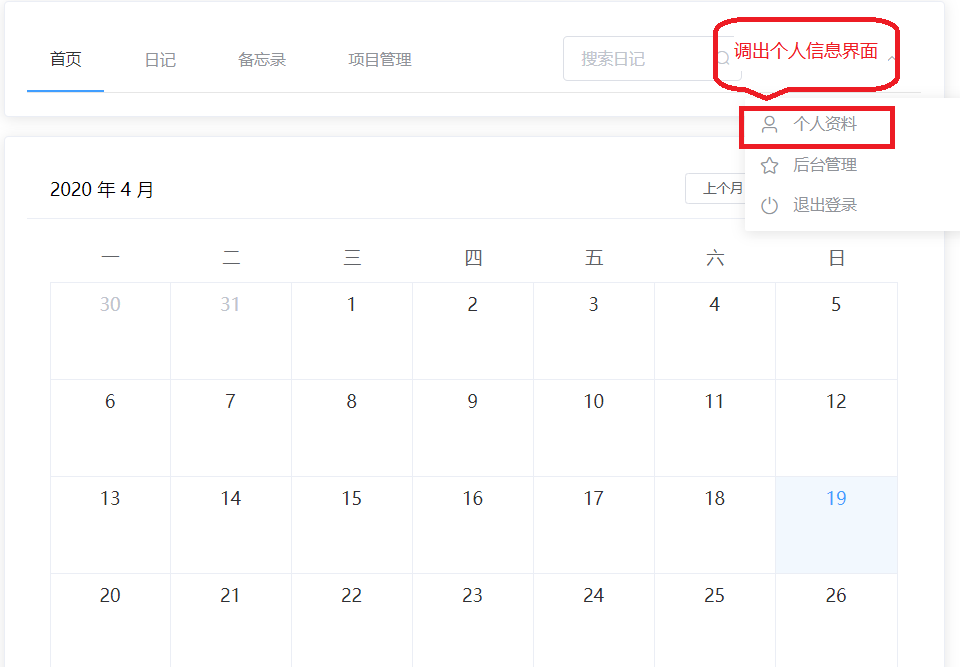 首页 日记 备忘录 项目管理 搜索日记 调出个人信息界面
个人资料
后台管理
退出登录
2020 年 4 月 上个月
一 二 三 四 五 六 日
30 31 1 2 3 4 5
6 7 8 9 10 11 12
13 14 15 16 17 18 19
20 21 22 23 24 25 26